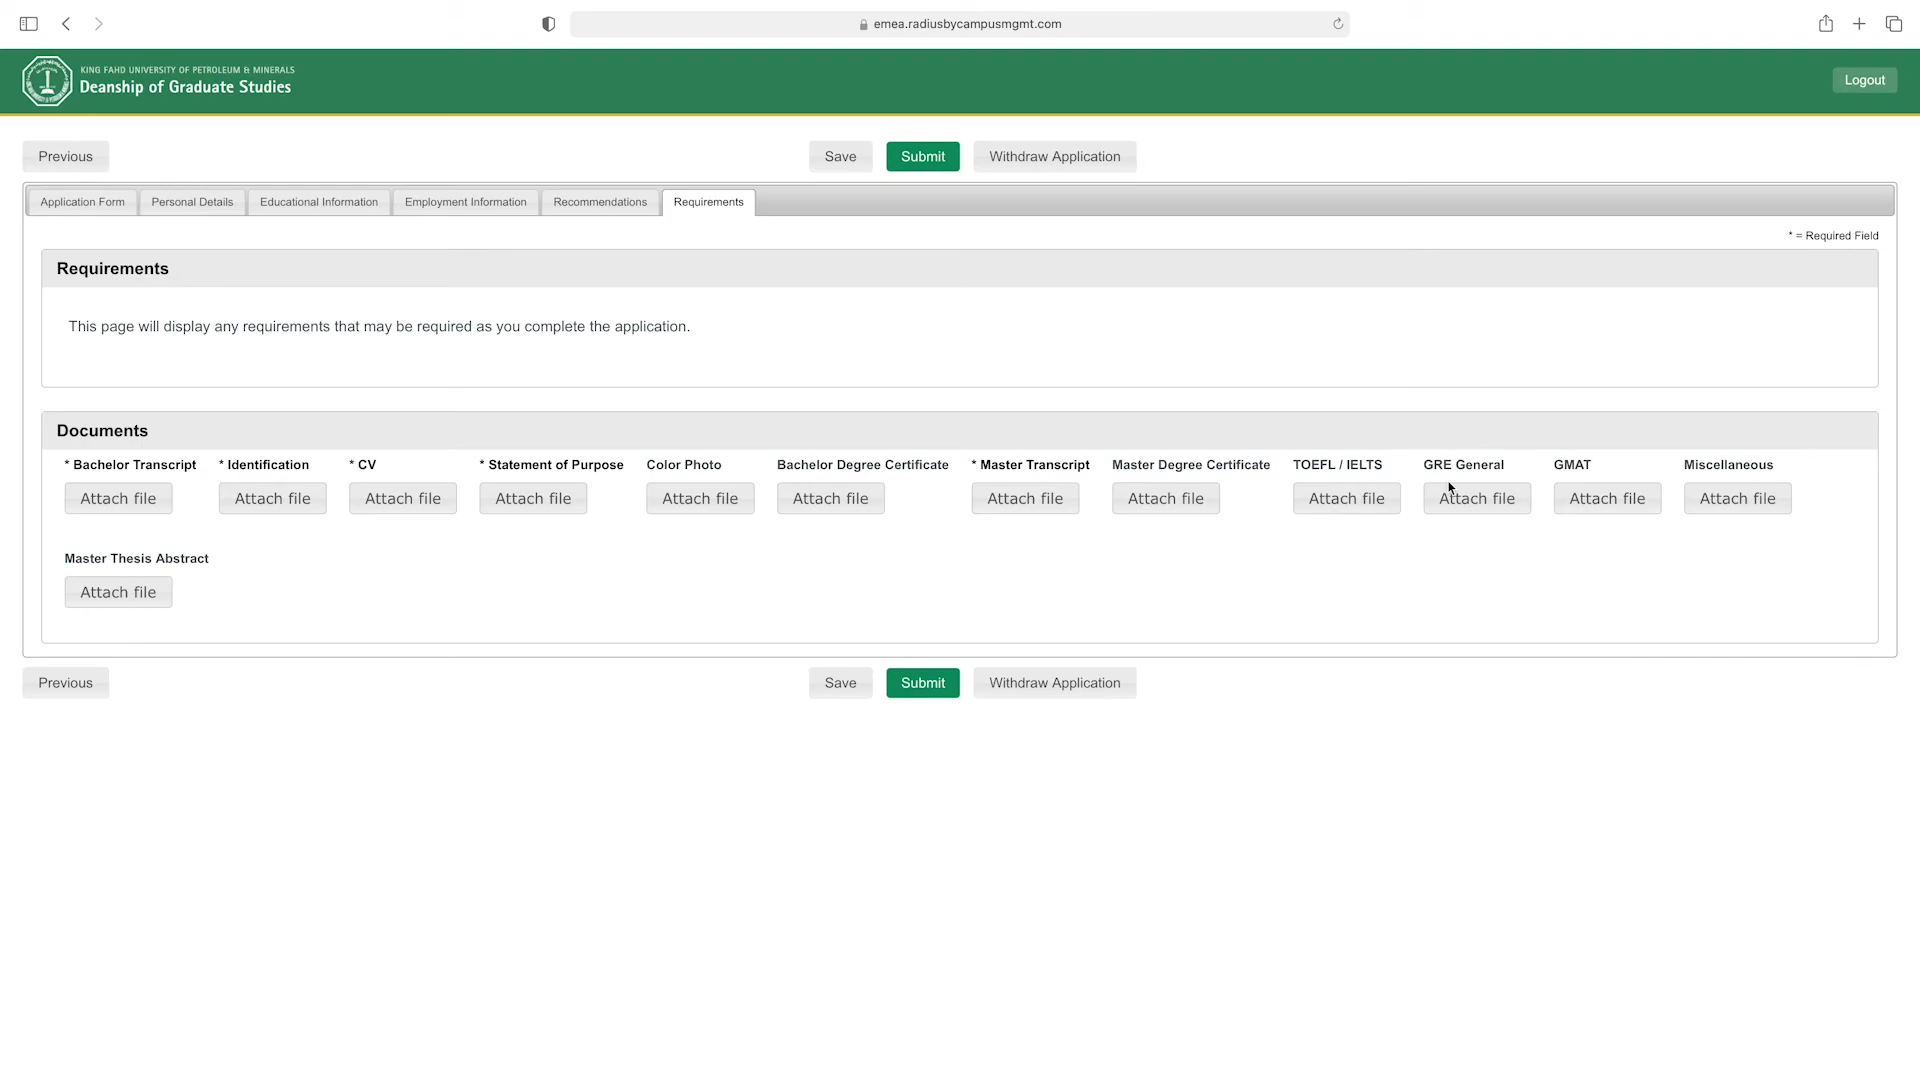 emea.radiusbycampusmgmt.com
KING FAHD UNIVERSITY OF PETROLEUM & MINERALS
Deanship of Graduate Studies
Logout
Previous Save Submit Withdraw Application
Application Form Personal Details Educational Information Employment Information Recommendations Requirements
* = Required Field
Requirements
This page will display any requirements that may be required as you complete the application.
Documents
* Bachelor Transcript * Identification * CV * Statement of Purpose Color Photo Bachelor Degree Certificate * Master Transcript Master Degree Certificate TOEFL / IELTS GRE General GMAT Miscellaneous
Attach file Attach file Attach file Attach file Attach file Attach file Attach file Attach file Attach file Attach file Attach file Attach file
Master Thesis Abstract
Attach file
Previous Save Submit Withdraw Application